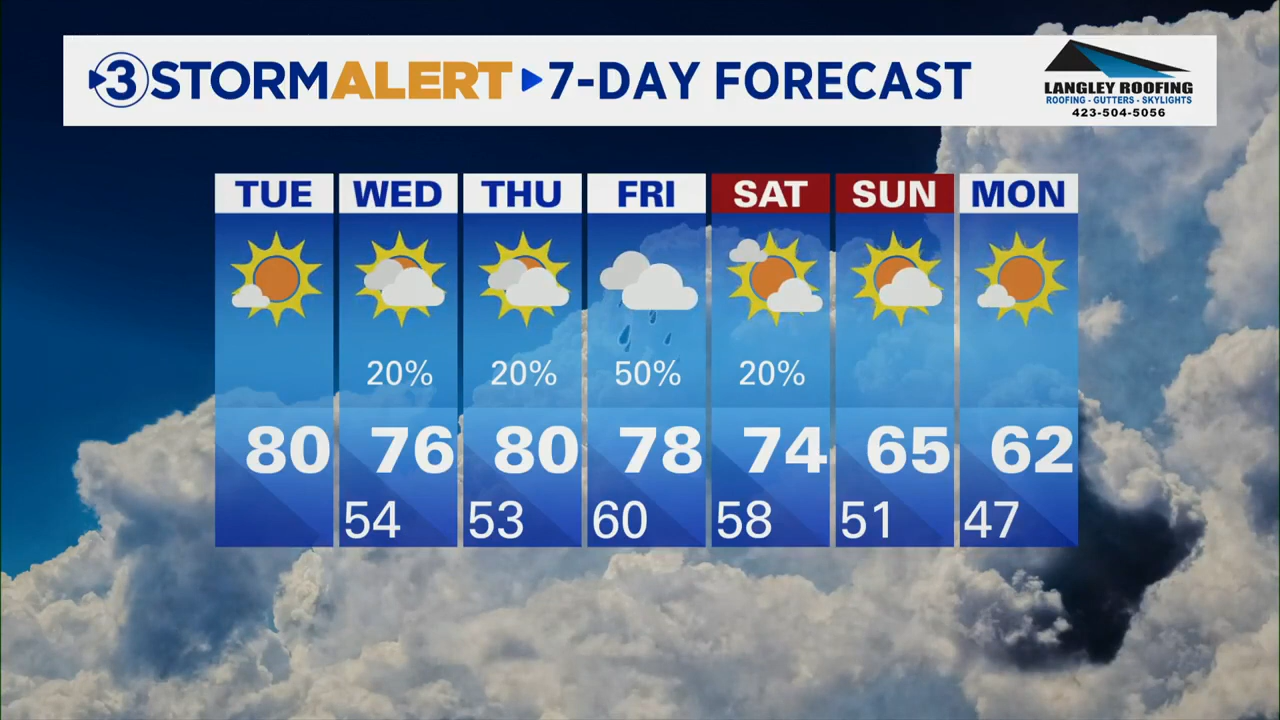 3 STORMALERT 7-DAY FORECAST
LANGLEY ROOFING
ROOFING - GUTTERS - SKYLIGHTS
423-504-5056
TUE WED THU FRI SAT SUN MON
20% 20% 50% 20%
80 76 80 78 74 65 62
54 53 60 58 51 47